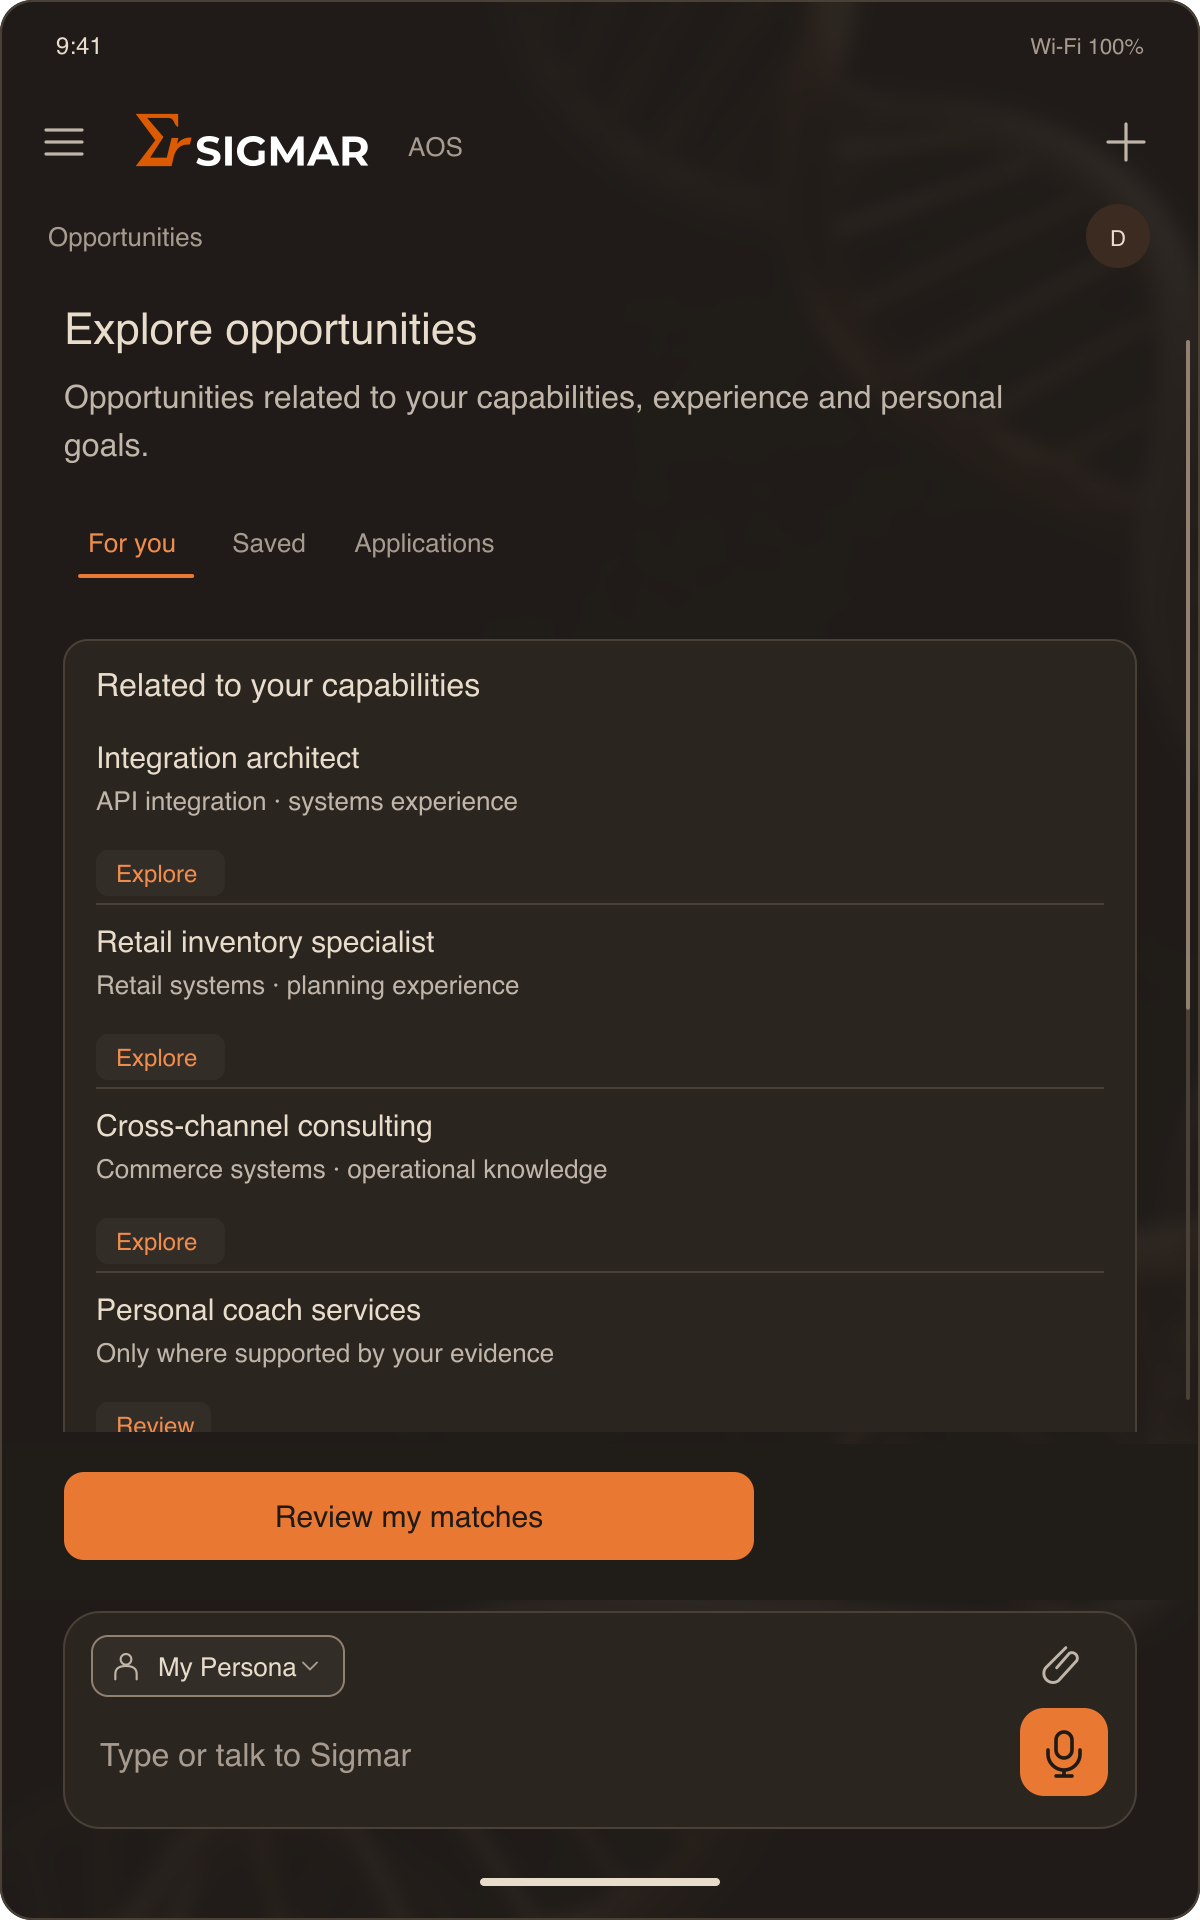 9:41
Wi-Fi 100%
Σr SIGMAR AOS
Opportunities
D
Explore opportunities
Opportunities related to your capabilities, experience and personal
goals.
For you Saved Applications
Related to your capabilities
Integration architect
API integration · systems experience
Explore
Retail inventory specialist
Retail systems · planning experience
Explore
Cross-channel consulting
Commerce systems · operational knowledge
Explore
Personal coach services
Only where supported by your evidence
Review
Review my matches
My Persona
Type or talk to Sigmar